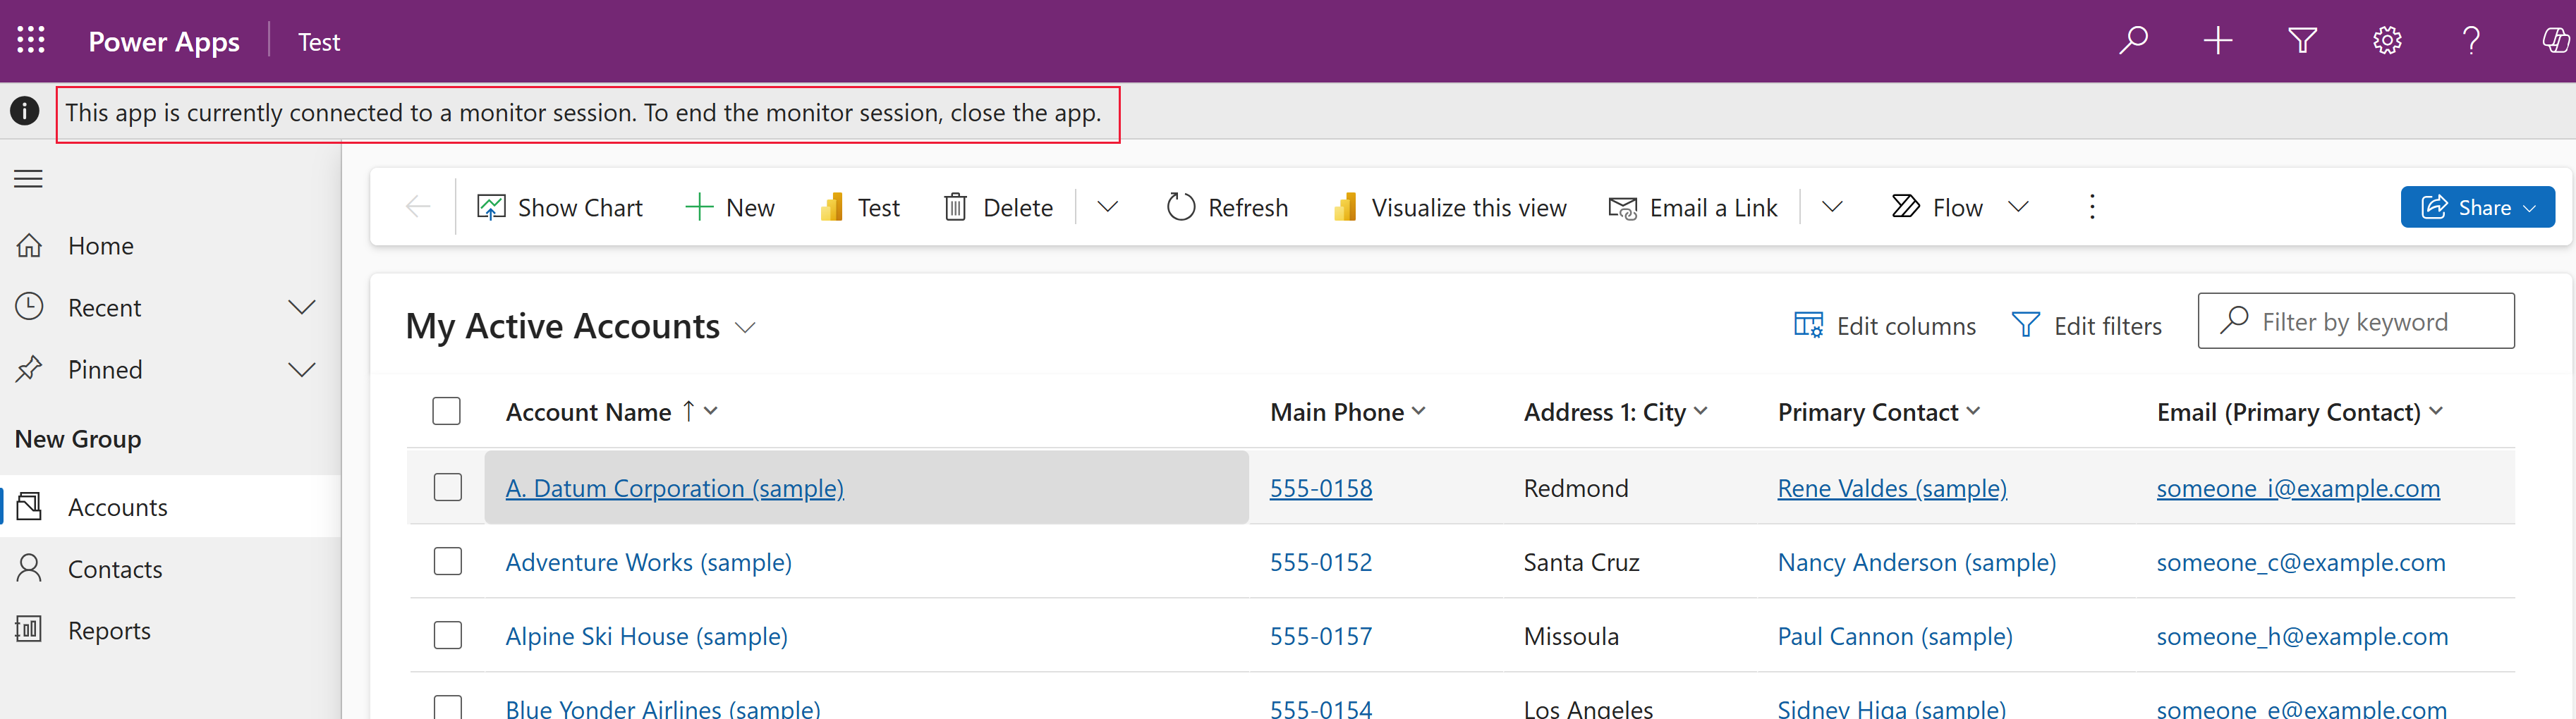 Power Apps Test
This app is currently connected to a monitor session. To end the monitor session, close the app.
Show Chart New Test Delete Refresh Visualize this view Email a Link Flow Share
Home
Recent
Pinned
New Group
Accounts
Contacts
Reports
My Active Accounts Edit columns Edit filters Filter by keyword
Account Name Main Phone Address 1: City Primary Contact Email (Primary Contact)
A. Datum Corporation (sample) 555-0158 Redmond Rene Valdes (sample) someone_i@example.com
Adventure Works (sample) 555-0152 Santa Cruz Nancy Anderson (sample) someone_c@example.com
Alpine Ski House (sample) 555-0157 Missoula Paul Cannon (sample) someone_h@example.com
Blue Yonder Airlines (sample) 555-0154 Los Angeles Sidney Higa (sample) someone_e@example.com